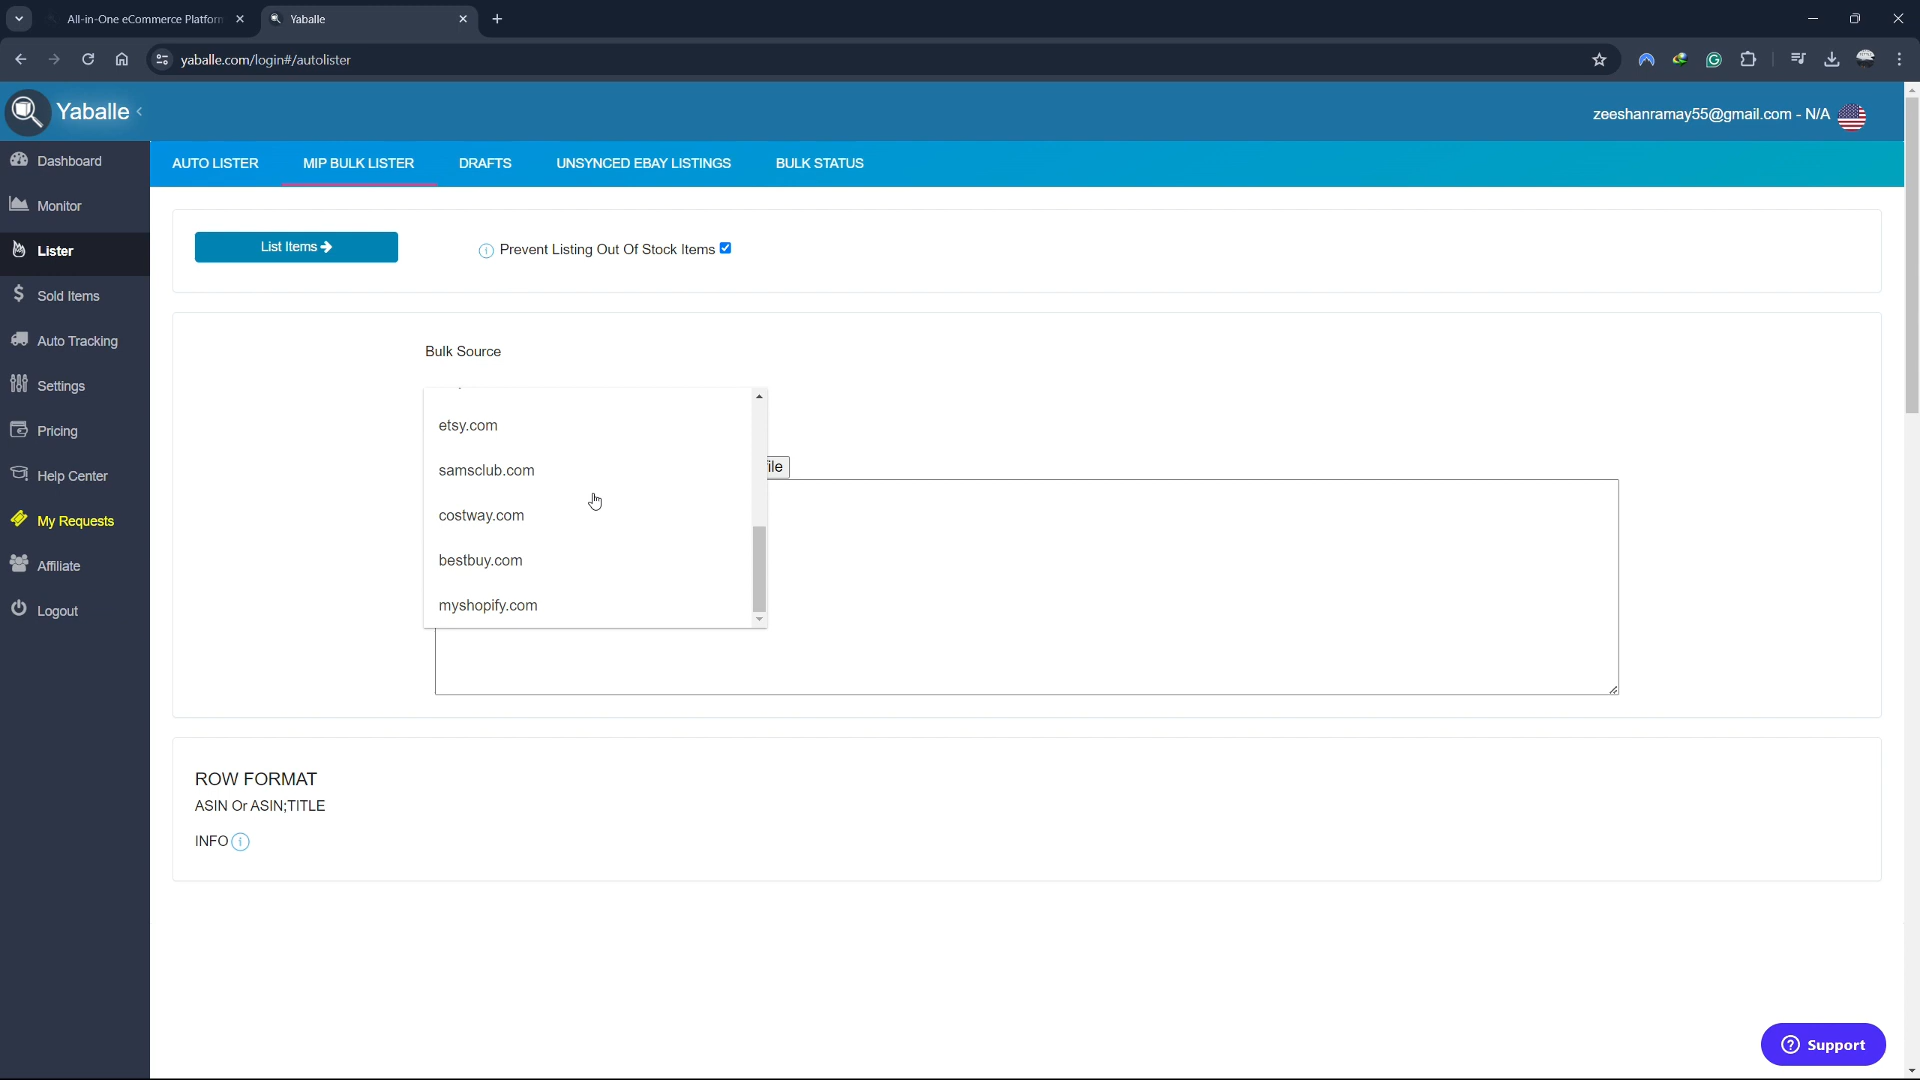 All-in-One eCommerce Platform
Yaballe
yaballe.com/login#/autolister
Yaballe
zeeshanramay55@gmail.com - N/A
Dashboard
Monitor
Lister
Sold Items
Auto Tracking
Settings
Pricing
Help Center
My Requests
Affiliate
Logout
AUTO LISTER
MIP BULK LISTER
DRAFTS
UNSYNCED EBAY LISTINGS
BULK STATUS
List Items
Prevent Listing Out Of Stock Items
Bulk Source
etsy.com
samsclub.com
costway.com
bestbuy.com
myshopify.com
ile
ROW FORMAT
ASIN Or ASIN;TITLE
INFO
Support